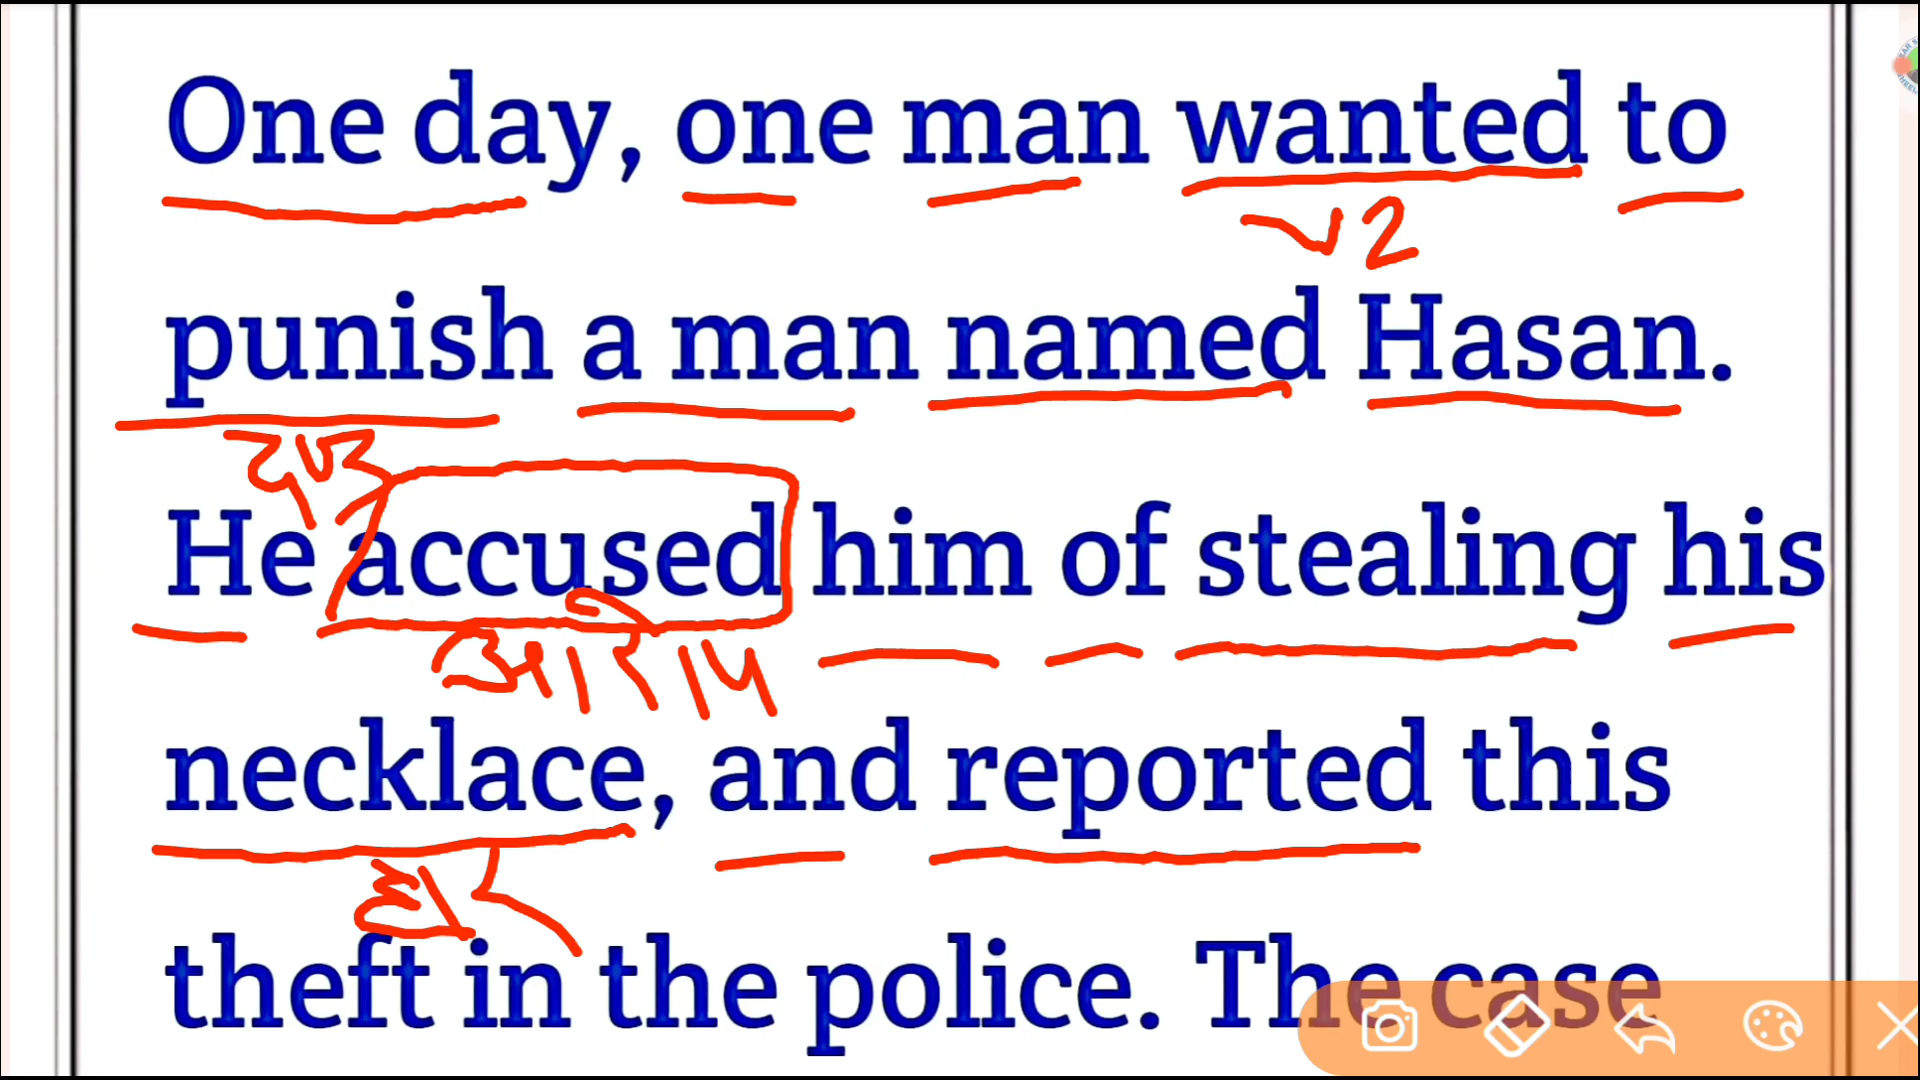 One day, one man wanted to
v2
punish a man named Hasan.
दण्ड
He accused him of stealing his
necklace, and reported this
हार
theft in the police. The case